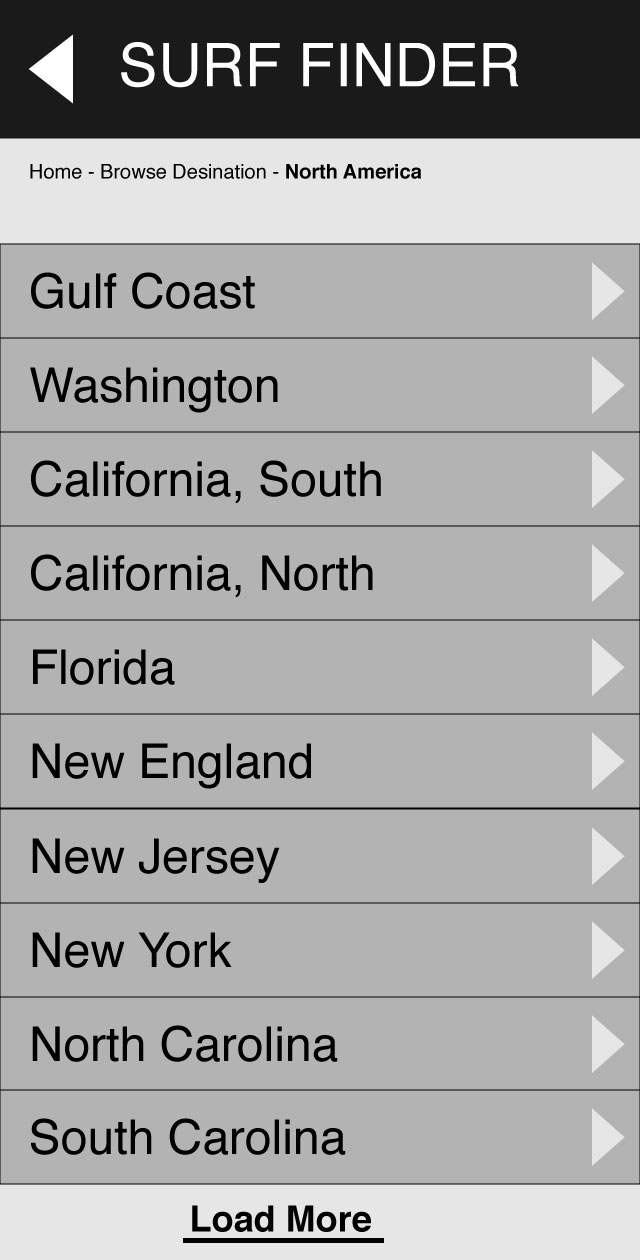 SURF FINDER
Home - Browse Desination - North America
Gulf Coast
Washington
California, South
California, North
Florida
New England
New Jersey
New York
North Carolina
South Carolina
Load More